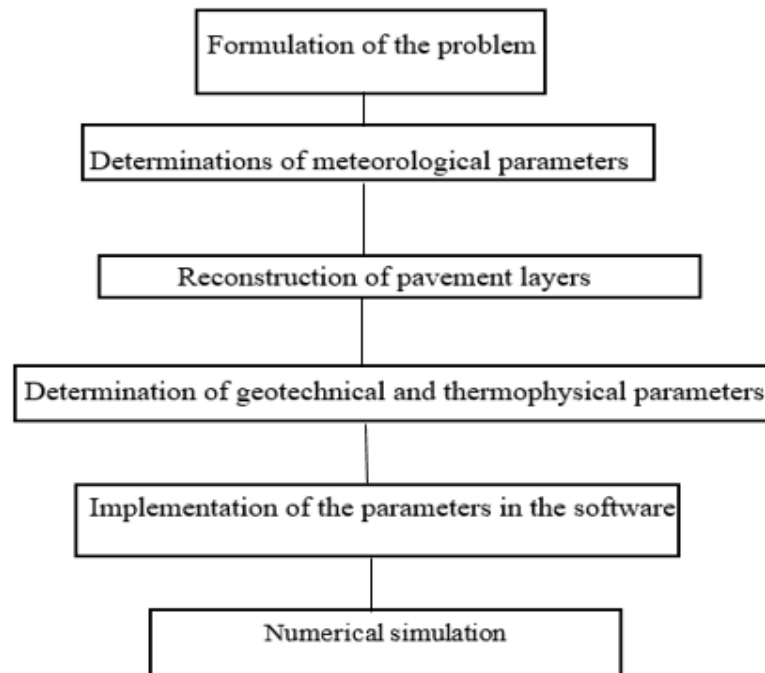 Formulation of the problem
Determinations of meteorological parameters
Reconstruction of pavement layers
Determination of geotechnical and thermophysical parameters
Implementation of the parameters in the software
Numerical simulation